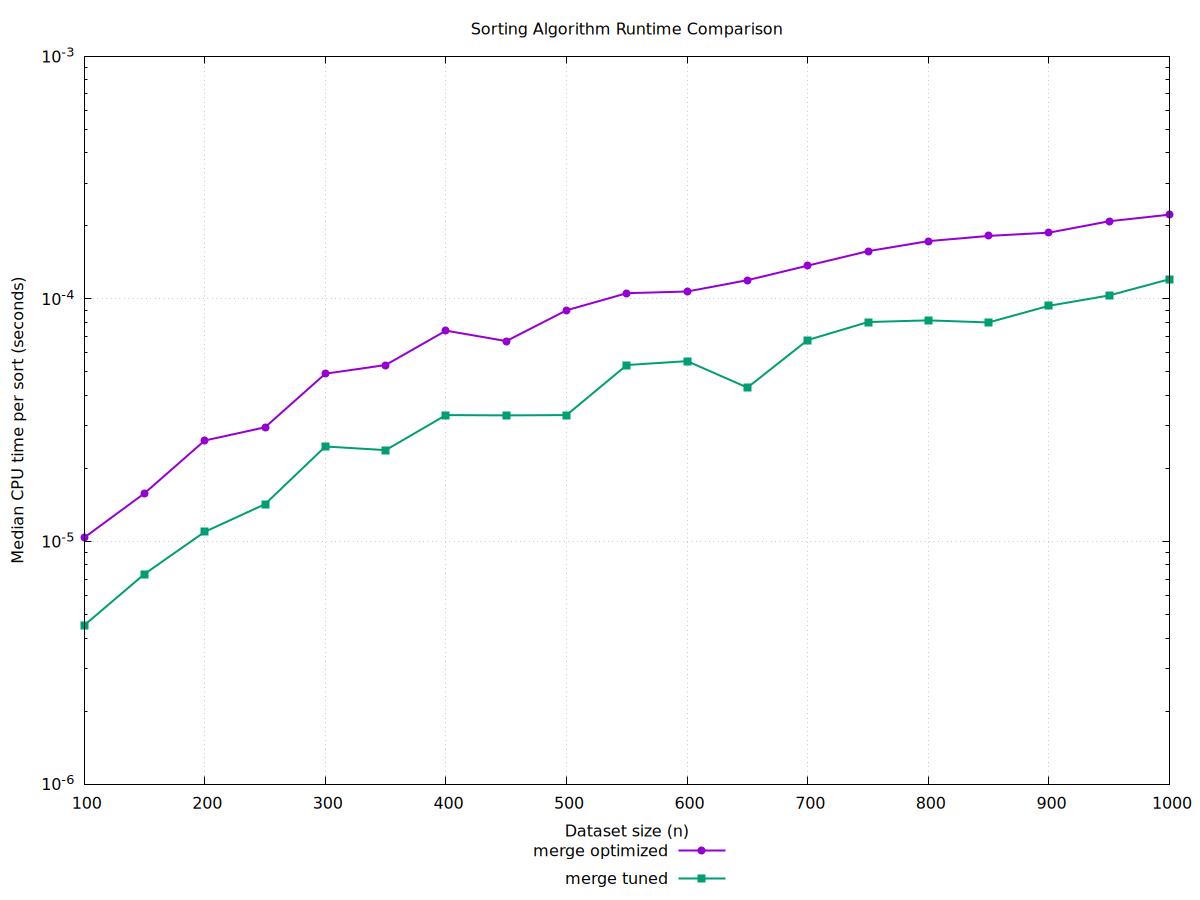 Sorting Algorithm Runtime Comparison
Median CPU time per sort (seconds)
10^-3
10^-4
10^-5
10^-6
100 200 300 400 500 600 700 800 900 1000
Dataset size (n)
merge optimized
merge tuned